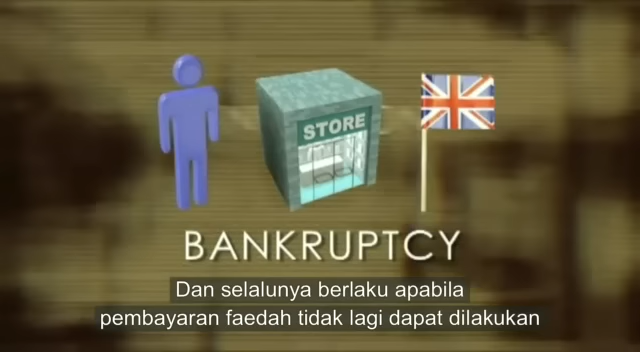 STORE
BANKRUPTCY
Dan selalunya berlaku apabila
pembayaran faedah tidak lagi dapat dilakukan